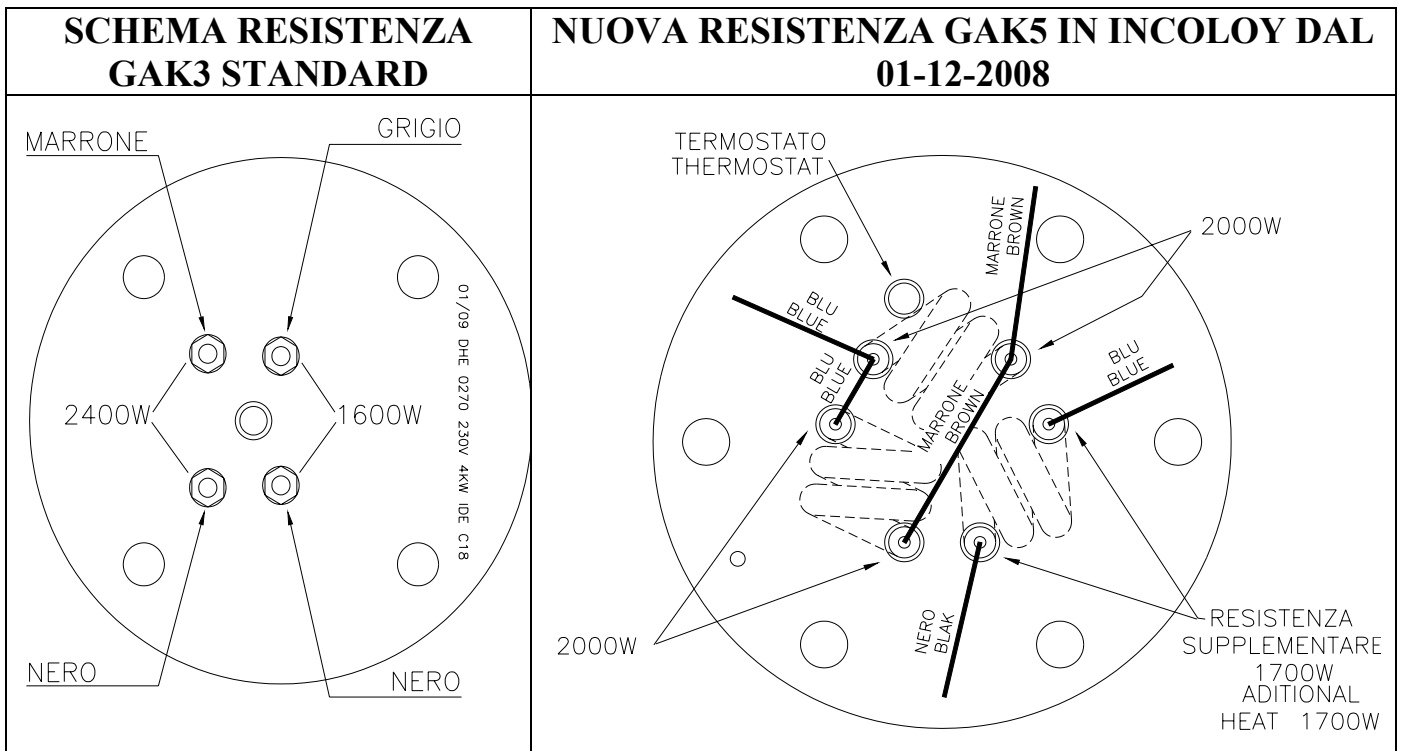 SCHEMA RESISTENZA
GAK3 STANDARD
NUOVA RESISTENZA GAK5 IN INCOLOY DAL
01-12-2008
MARRONE
GRIGIO
2400W
1600W
01/09 DHE 0270 230V 4KW IDE C18
NERO
NERO
TERMOSTATO
THERMOSTAT
MARRONE
BROWN
2000W
BLU
BLUE
BLU
BLUE
BLU
BLUE
MARRONE
BROWN
2000W
NERO
BLAK
RESISTENZA
SUPPLEMENTARE
1700W
ADITIONAL
HEAT 1700W